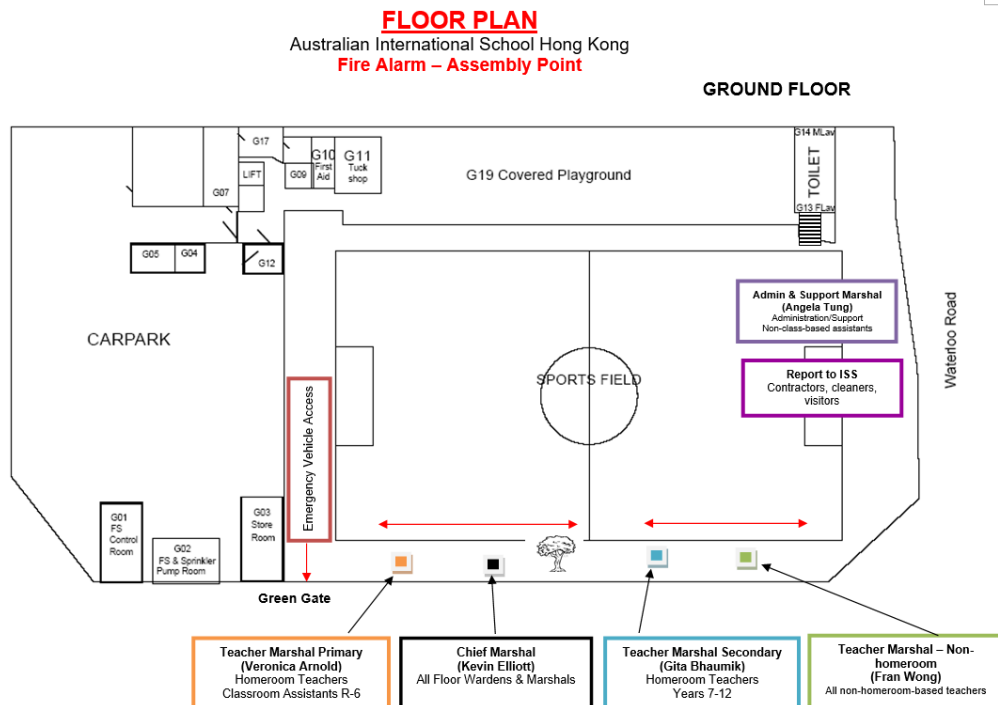 FLOOR PLAN
Australian International School Hong Kong
Fire Alarm – Assembly Point
GROUND FLOOR
G17
G10
First
Aid
G11
Tuck
shop
G09
LIFT
G07
G19 Covered Playground
G14 MLav
TOILET
G13 FLav
G05
G04
G12
CARPARK
SPORTS FIELD
Admin & Support Marshal
(Angela Tung)
Administration/Support
Non-class-based assistants
Report to ISS
Contractors, cleaners,
visitors
Waterloo Road
Emergency Vehicle Access
G01
FS
Control
Room
G02
FS & Sprinkler
Pump Room
G03
Store
Room
Green Gate
Teacher Marshal Primary
(Veronica Arnold)
Homeroom Teachers
Classroom Assistants R-6
Chief Marshal
(Kevin Elliott)
All Floor Wardens & Marshals
Teacher Marshal Secondary
(Gita Bhaumik)
Homeroom Teachers
Years 7-12
Teacher Marshal – Non-
homeroom
(Fran Wong)
All non-homeroom-based teachers